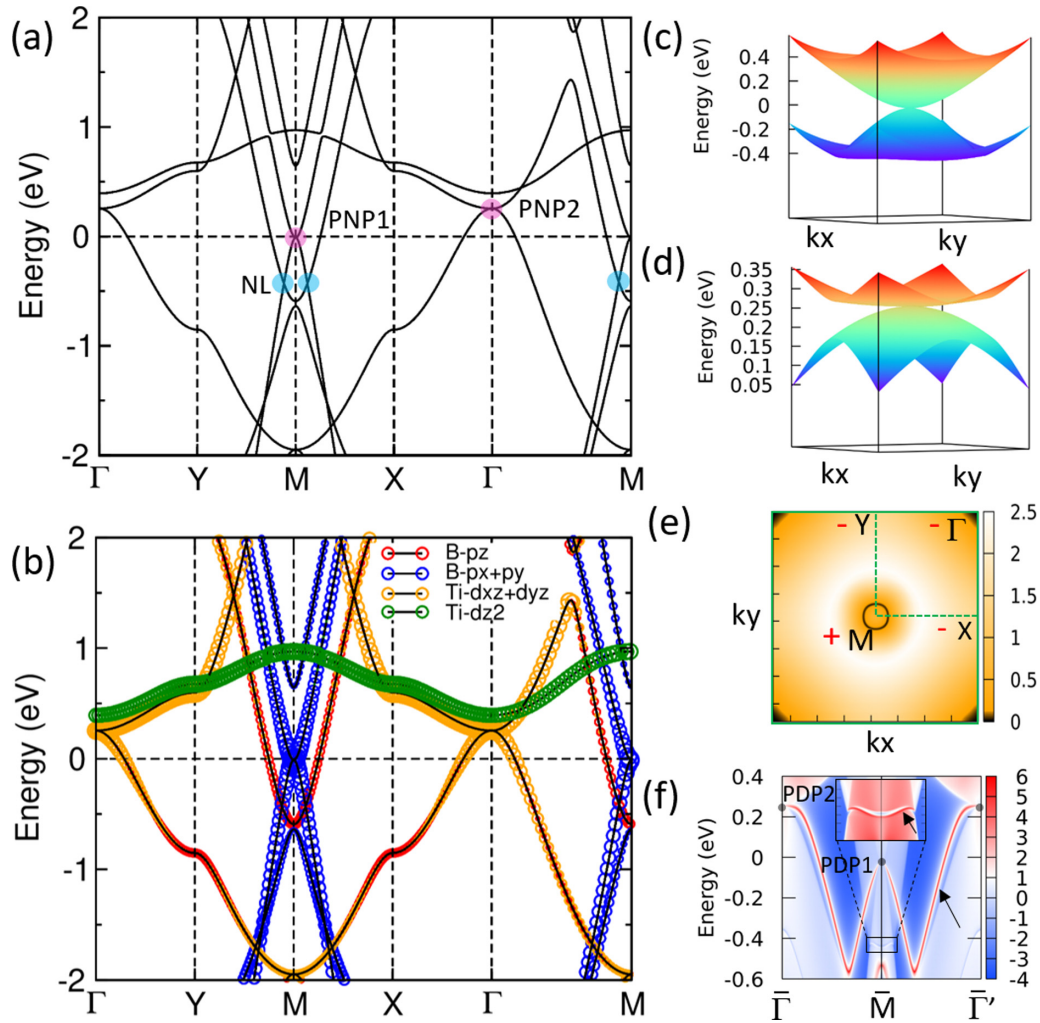 (a)
2
1
0
-1
-2
Energy (eV)
PNP1
PNP2
NL
Γ Y M X Γ M
(b)
2
1
0
-1
-2
Energy (eV)
B-pz
B-px+py
Ti-dxz+dyz
Ti-dz2
Γ Y M X Γ M
(c)
Energy (eV)
0.4
0.2
0
-0.2
-0.4
kx ky
(d)
Energy (eV)
0.35
0.3
0.25
0.2
0.15
0.1
0.05
kx ky
(e)
- Y - Γ
ky
+ M - X
kx
2.5
2
1.5
1
0.5
0
(f)
Energy (eV)
0.4
0.2
0
-0.2
-0.4
-0.6
PDP2
PDP1
Γ̄ M̄ Γ̄'
6
5
4
3
2
1
0
-1
-2
-3
-4